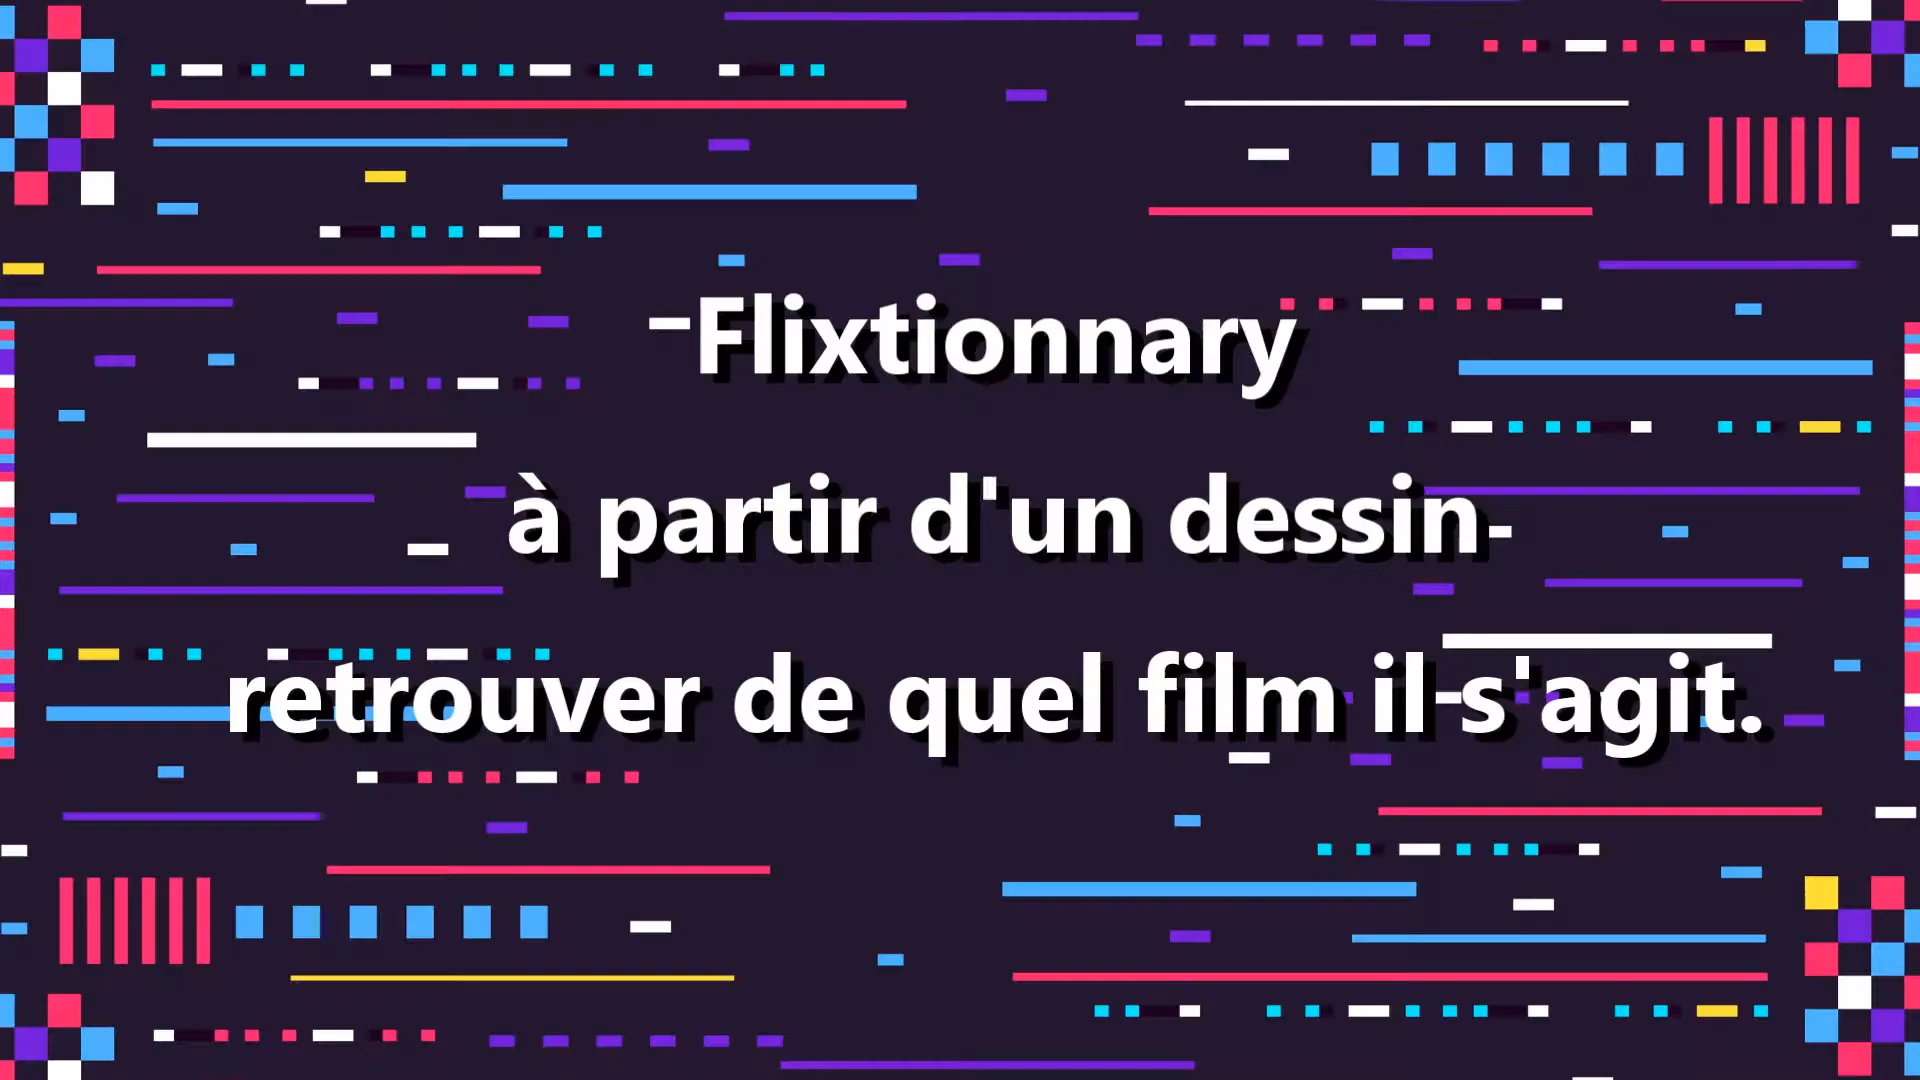 Flixtionnary
à partir d'un dessin
retrouver de quel film il s'agit.